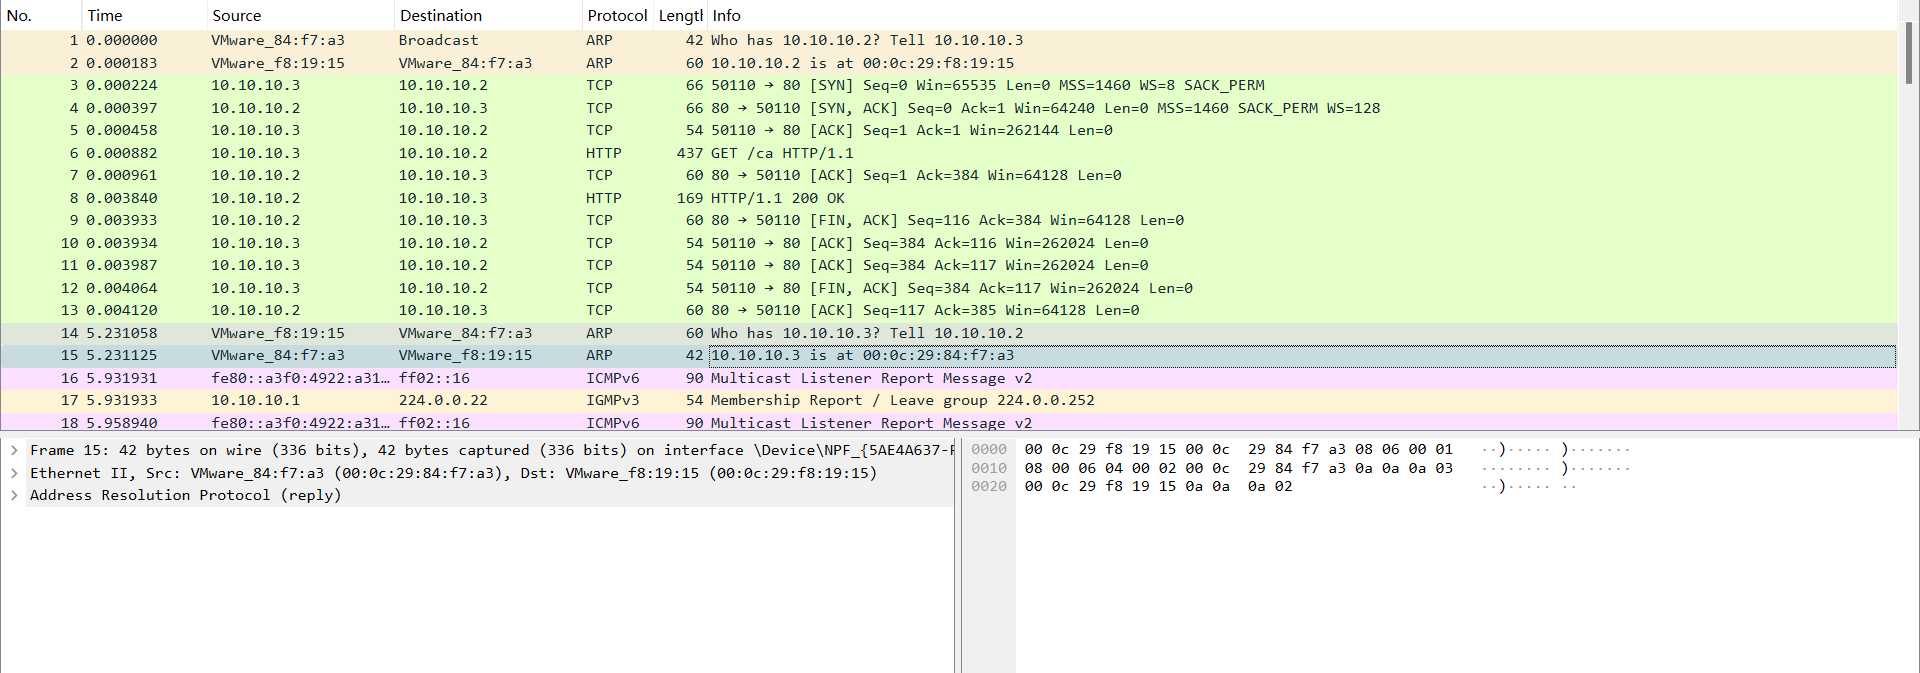 No. Time Source Destination Protocol Length Info
1 0.000000 VMware_84:f7:a3 Broadcast ARP 42 Who has 10.10.10.2? Tell 10.10.10.3
2 0.000183 VMware_f8:19:15 VMware_84:f7:a3 ARP 60 10.10.10.2 is at 00:0c:29:f8:19:15
3 0.000224 10.10.10.3 10.10.10.2 TCP 66 50110 → 80 [SYN] Seq=0 Win=65535 Len=0 MSS=1460 WS=8 SACK_PERM
4 0.000397 10.10.10.2 10.10.10.3 TCP 66 80 → 50110 [SYN, ACK] Seq=0 Ack=1 Win=64240 Len=0 MSS=1460 SACK_PERM WS=128
5 0.000458 10.10.10.3 10.10.10.2 TCP 54 50110 → 80 [ACK] Seq=1 Ack=1 Win=262144 Len=0
6 0.000882 10.10.10.3 10.10.10.2 HTTP 437 GET /ca HTTP/1.1
7 0.000961 10.10.10.2 10.10.10.3 TCP 60 80 → 50110 [ACK] Seq=1 Ack=384 Win=64128 Len=0
8 0.003840 10.10.10.2 10.10.10.3 HTTP 169 HTTP/1.1 200 OK
9 0.003933 10.10.10.2 10.10.10.3 TCP 60 80 → 50110 [FIN, ACK] Seq=116 Ack=384 Win=64128 Len=0
10 0.003934 10.10.10.3 10.10.10.2 TCP 54 50110 → 80 [ACK] Seq=384 Ack=116 Win=262024 Len=0
11 0.003987 10.10.10.3 10.10.10.2 TCP 54 50110 → 80 [ACK] Seq=384 Ack=117 Win=262024 Len=0
12 0.004064 10.10.10.3 10.10.10.2 TCP 54 50110 → 80 [FIN, ACK] Seq=384 Ack=117 Win=262024 Len=0
13 0.004120 10.10.10.2 10.10.10.3 TCP 60 80 → 50110 [ACK] Seq=117 Ack=385 Win=64128 Len=0
14 5.231058 VMware_f8:19:15 VMware_84:f7:a3 ARP 60 Who has 10.10.10.3? Tell 10.10.10.2
15 5.231125 VMware_84:f7:a3 VMware_f8:19:15 ARP 42 10.10.10.3 is at 00:0c:29:84:f7:a3
16 5.931931 fe80::a3f0:4922:a31… ff02::16 ICMPv6 90 Multicast Listener Report Message v2
17 5.931933 10.10.10.1 224.0.0.22 IGMPv3 54 Membership Report / Leave group 224.0.0.252
18 5.958940 fe80::a3f0:4922:a31… ff02::16 ICMPv6 90 Multicast Listener Report Message v2
Frame 15: 42 bytes on wire (336 bits), 42 bytes captured (336 bits) on interface \Device\NPF_{5AE4A637-
Ethernet II, Src: VMware_84:f7:a3 (00:0c:29:84:f7:a3), Dst: VMware_f8:19:15 (00:0c:29:f8:19:15)
Address Resolution Protocol (reply)
0000 00 0c 29 f8 19 15 00 0c 29 84 f7 a3 08 06 00 01 ··)····· )·······
0010 08 00 06 04 00 02 00 0c 29 84 f7 a3 0a 0a 0a 03 ········ )·······
0020 00 0c 29 f8 19 15 0a 0a 0a 02 ··)····· ··